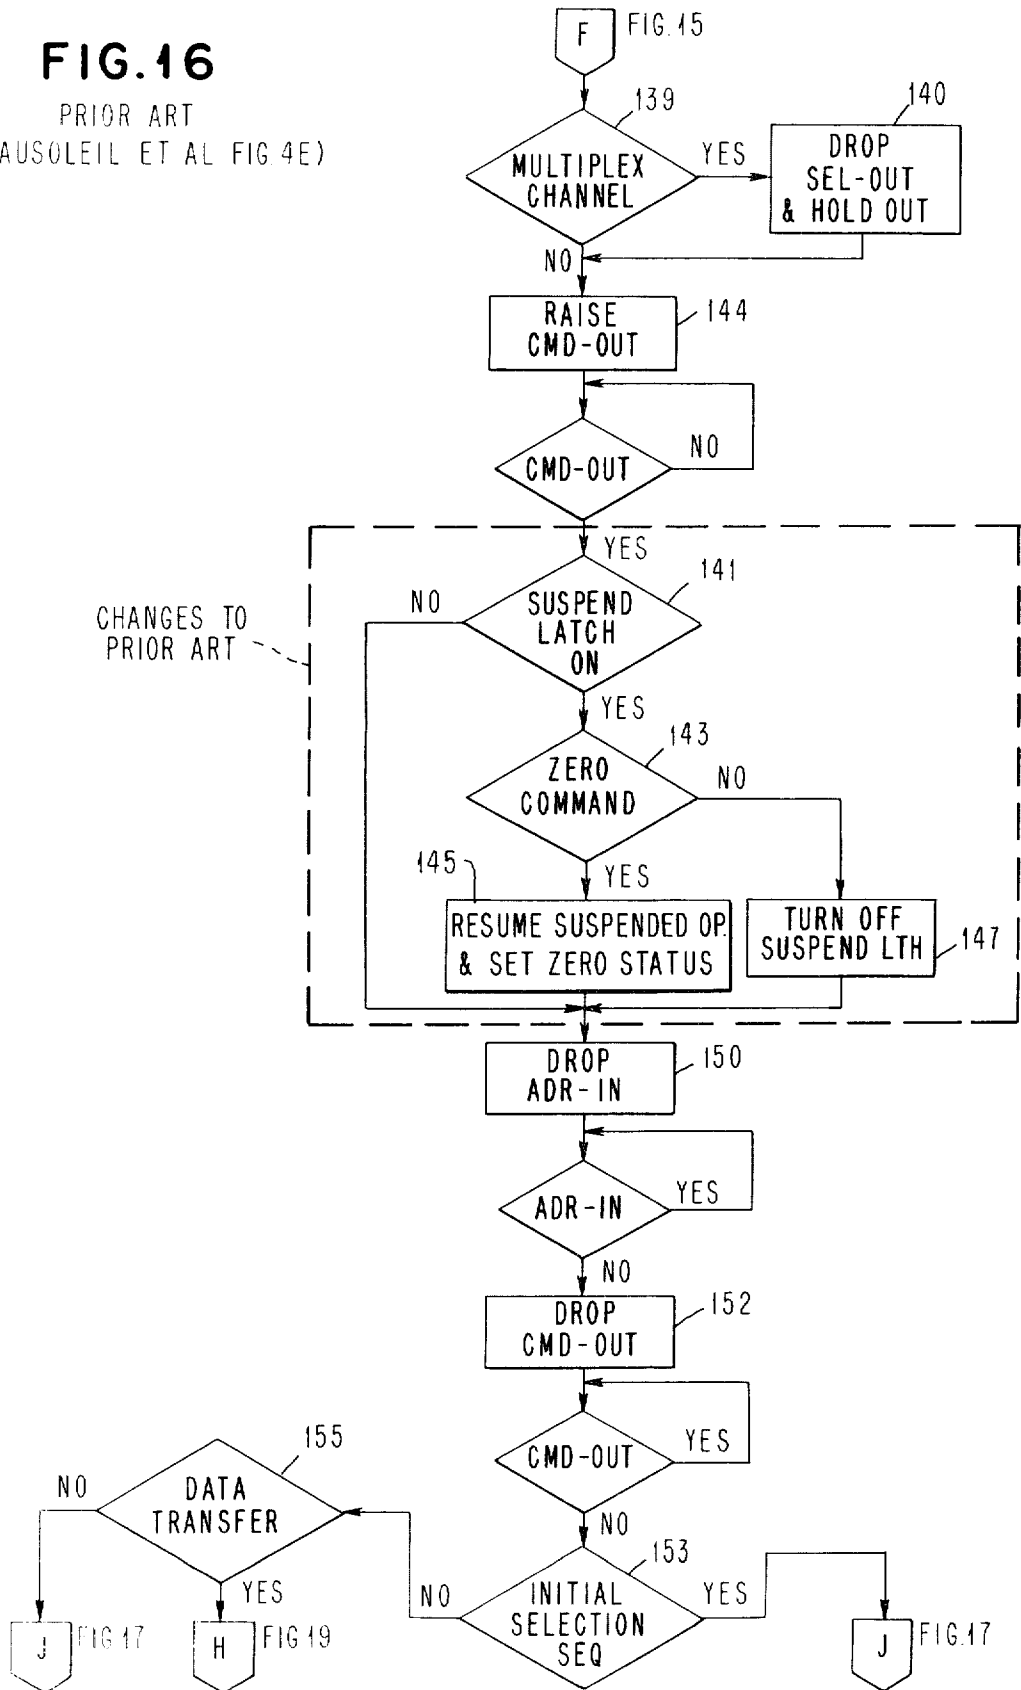 FIG.16
PRIOR ART
AUSOLEIL ET AL FIG 4E)
F
FIG.15
139
MULTIPLEX
CHANNEL
YES
140
DROP
SEL-OUT
& HOLD OUT
NO
RAISE
CMD-OUT
144
CMD-OUT
NO
YES
CHANGES TO
PRIOR ART
NO
SUSPEND
LATCH
ON
141
YES
ZERO
COMMAND
143
NO
145
YES
RESUME SUSPENDED OP.
& SET ZERO STATUS
TURN OFF
SUSPEND LTH
147
DROP
ADR-IN
150
ADR-IN
YES
NO
DROP
CMD-OUT
152
CMD-OUT
YES
NO
155
NO
DATA
TRANSFER
YES
153
NO
INITIAL
SELECTION
SEQ
YES
J
FIG 17
H
FIG 19
J
FIG.17